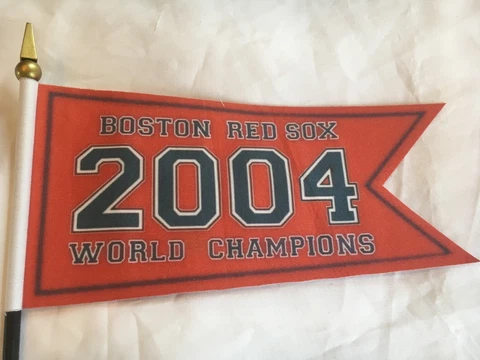 BOSTON RED SOX
2004
WORLD CHAMPIONS